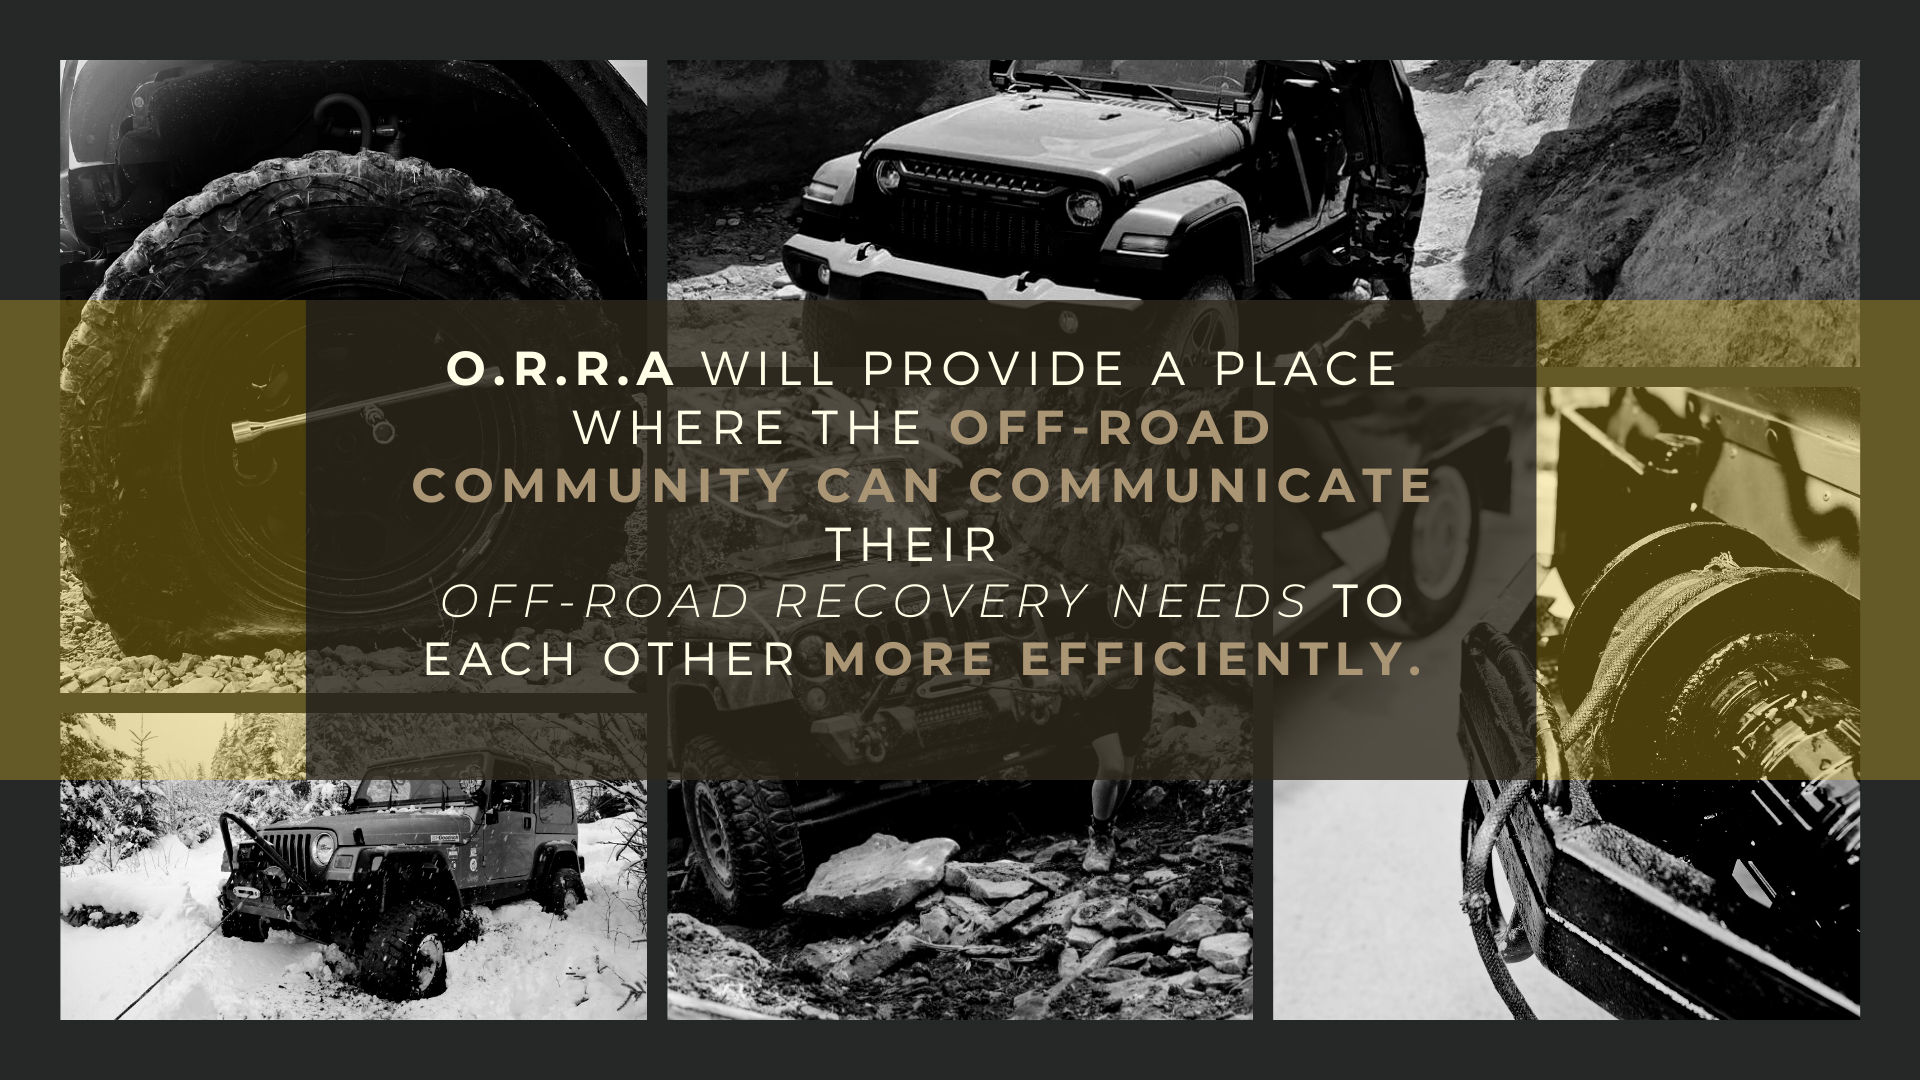 O.R.R.A WILL PROVIDE A PLACE
WHERE THE OFF-ROAD
COMMUNITY CAN COMMUNICATE
THEIR
OFF-ROAD RECOVERY NEEDS TO
EACH OTHER MORE EFFICIENTLY.